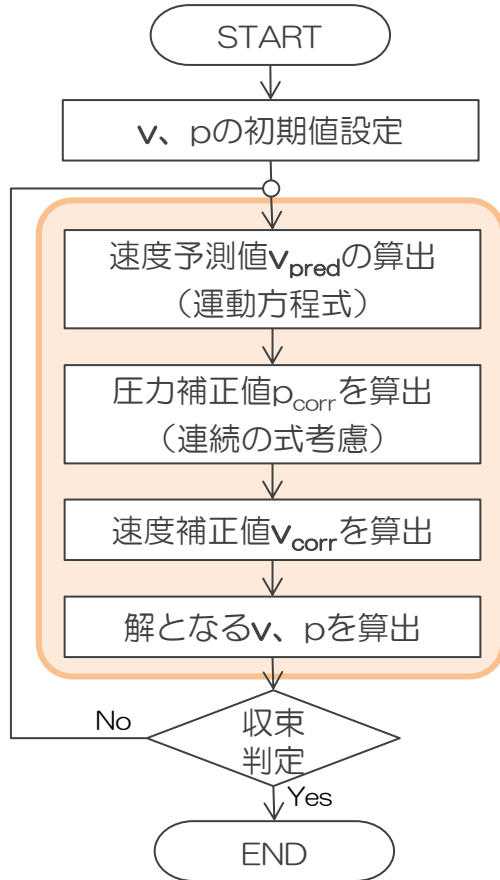 START
v、pの初期値設定
速度予測値vpredの算出
（運動方程式）
圧力補正値pcorrを算出
（連続の式考慮）
速度補正値vcorrを算出
解となるv、pを算出
No
収束
判定
Yes
END